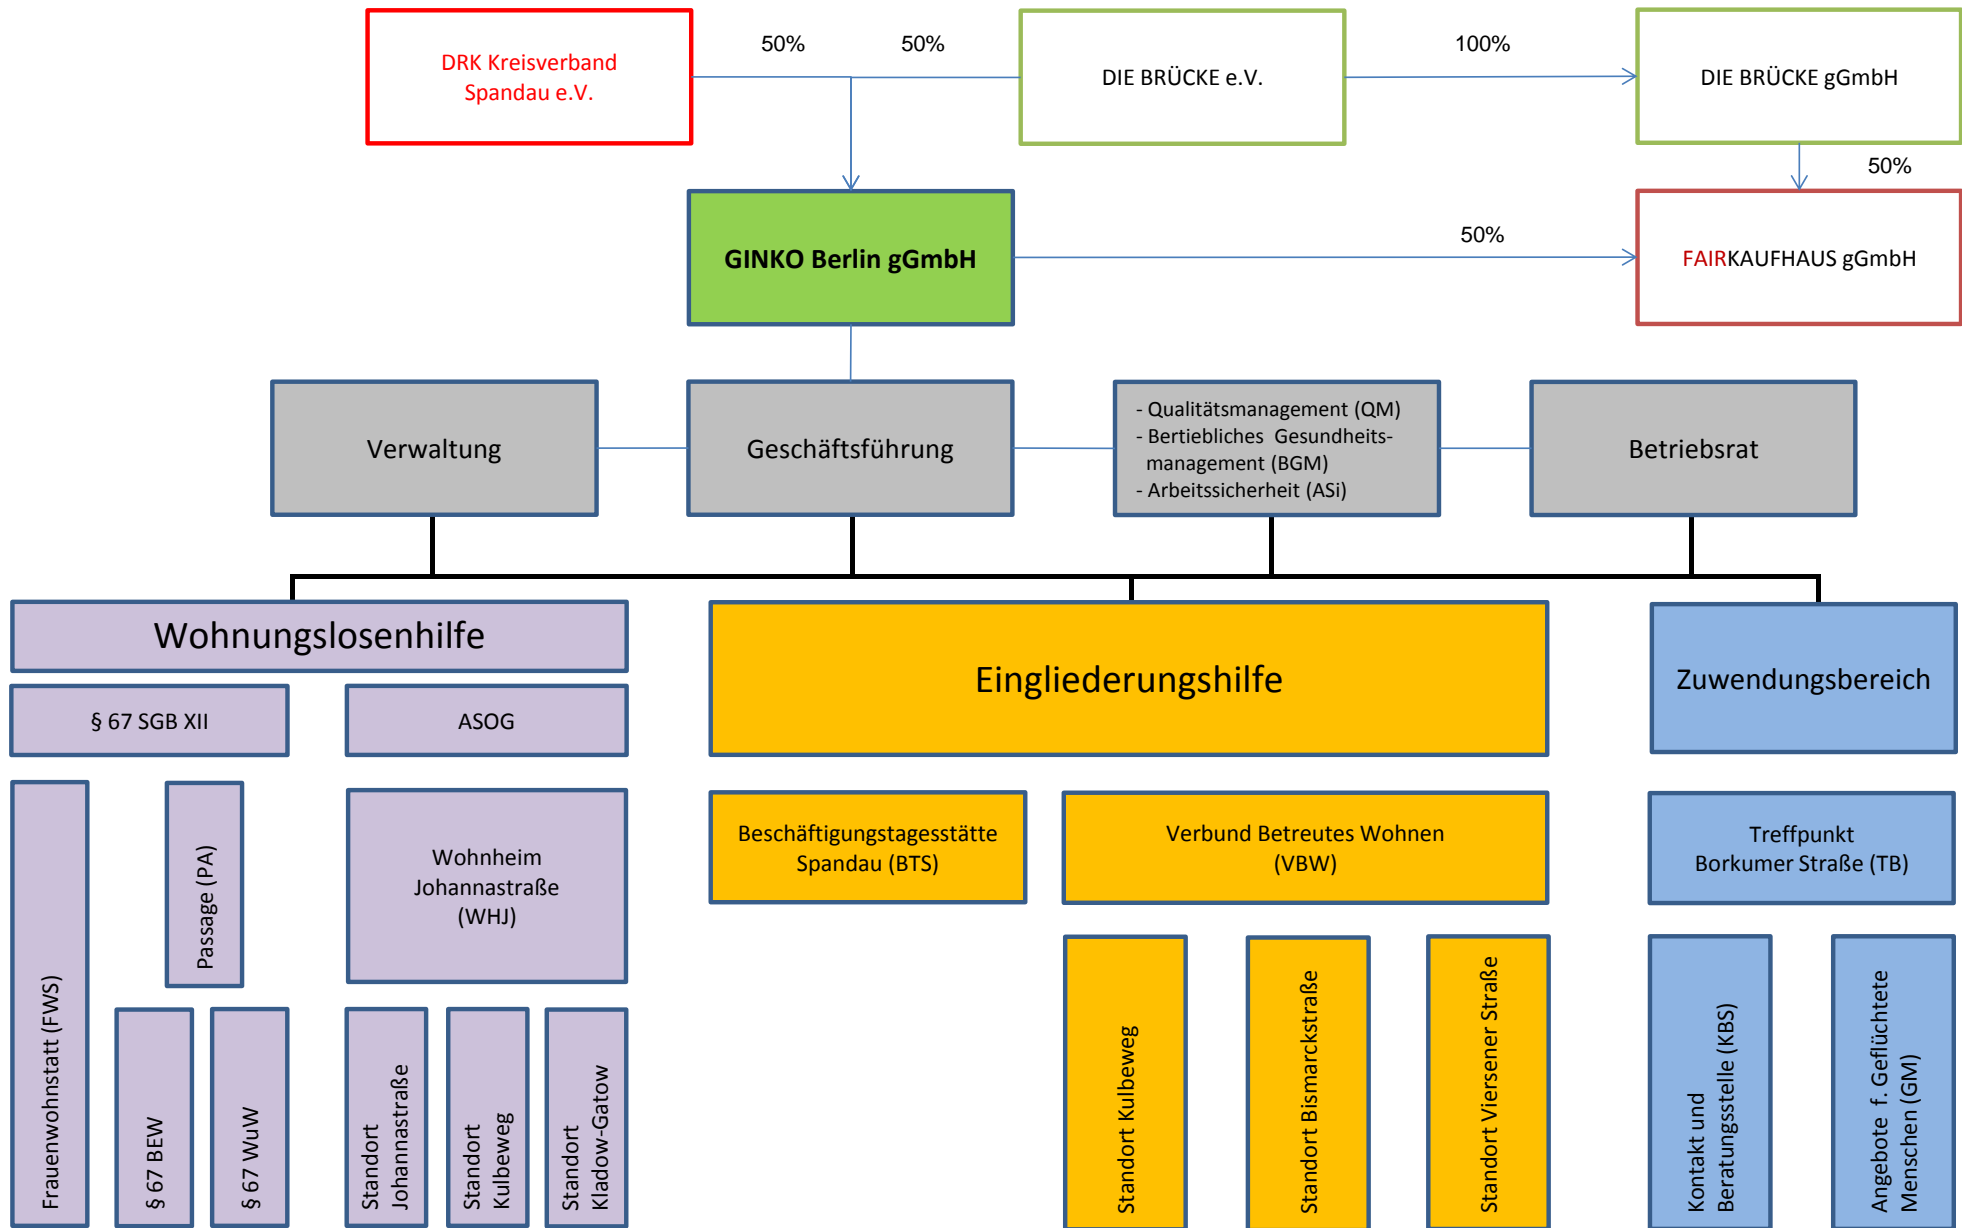 DRK Kreisverband
Spandau e.V.
50%
50%
DIE BRÜCKE e.V.
100%
DIE BRÜCKE gGmbH
50%
GINKO Berlin gGmbH
50%
FAIRKAUFHAUS gGmbH
Verwaltung
Geschäftsführung
- Qualitätsmanagement (QM)
- Bertiebliches Gesundheits-
management (BGM)
- Arbeitssicherheit (ASi)
Betriebsrat
Wohnungslosenhilfe
§ 67 SGB XII
ASOG
Frauenwohnstatt (FWS)
Passage (PA)
§ 67 BEW
§ 67 WuW
Wohnheim
Johannastraße
(WHJ)
Standort
Johannastraße
Standort
Kulbeweg
Standort
Kladow-Gatow
Eingliederungshilfe
Beschäftigungstagesstätte
Spandau (BTS)
Verbund Betreutes Wohnen
(VBW)
Standort Kulbeweg
Standort Bismarckstraße
Standort Viersener Straße
Zuwendungsbereich
Treffpunkt
Borkumer Straße (TB)
Kontakt und
Beratungsstelle (KBS)
Angebote f. Geflüchtete
Menschen (GM)